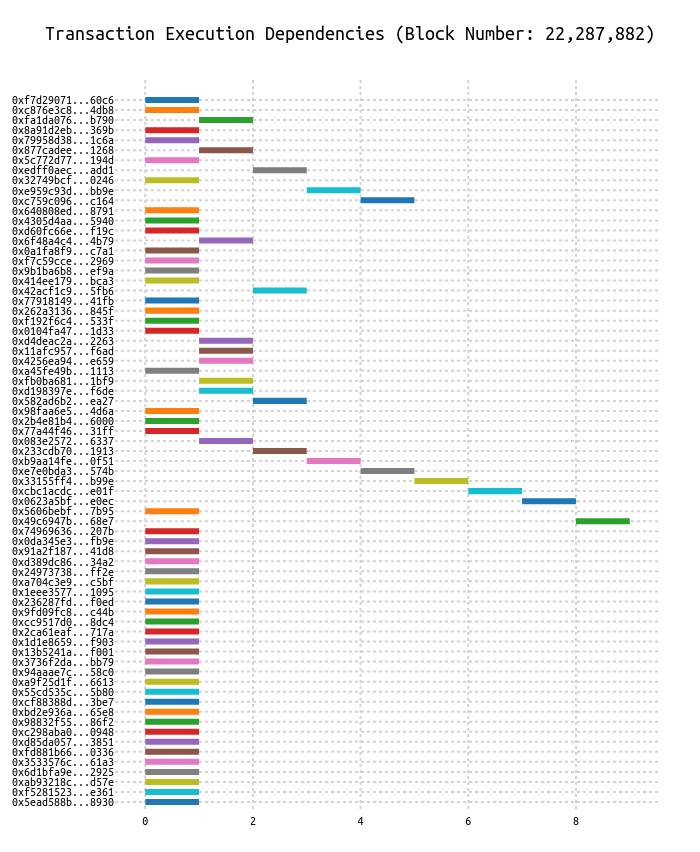 Transaction Execution Dependencies (Block Number: 22,287,882)
0xf7d29071...60c6
0xc876e3c8...4db8
0xfa1da076...b790
0x8a91d2eb...369b
0x79958d38...1c6a
0x877cadee...1268
0x5c772d77...194d
0xedff0aec...add1
0x32749bcf...0246
0xe959c93d...bb9e
0xc759c096...c164
0x640808ed...8791
0x4305d4aa...5940
0xd60fc66e...f19c
0x6f48a4c4...4b79
0x0a1fa8f9...c7a1
0xf7c59cce...2969
0x9b1ba6b8...ef9a
0x414ee179...bca3
0x42acf1c9...5fb6
0x77918149...41fb
0x262a3136...845f
0xf192f6c4...533f
0x0104fa47...1d33
0xd4deac2a...2263
0x11afc957...f6ad
0x4256ea94...e659
0xa45fe49b...1113
0xfb0ba681...1bf9
0xd198397e...f6de
0x582ad6b2...ea27
0x98faa6e5...4d6a
0x2b4e81b4...6000
0x77a44f46...31ff
0x083e2572...6337
0x233cdb70...1913
0xb9aa14fe...0f51
0xe7e0bda3...574b
0x33155ff4...b99e
0xcbc1acdc...e01f
0x0623a5bf...e0ec
0x5606bebf...7b95
0x49c6947b...68e7
0x74969636...207b
0x0da345e3...fb9e
0x91a2f187...41d8
0xd389dc86...34a2
0x24973738...ff2e
0xa704c3e9...c5bf
0x1eee3577...1095
0x236287fd...f0ed
0x9fd09fc8...c44b
0xcc9517d0...8dc4
0x2ca61eaf...717a
0x1d1e8659...f903
0x13b5241a...f001
0x3736f2da...bb79
0x94aaae7c...58c0
0xa9f25d1f...6613
0x55cd535c...5b80
0xcf88388d...3be7
0xbd2e936a...65e8
0x98832f55...86f2
0xc298aba0...0948
0xd85da057...3851
0xfd881b66...0336
0x3533576c...61a3
0x6d1bfa9e...2925
0xab93218c...d57e
0xf5281523...e361
0x5ead588b...8930
0 2 4 6 8